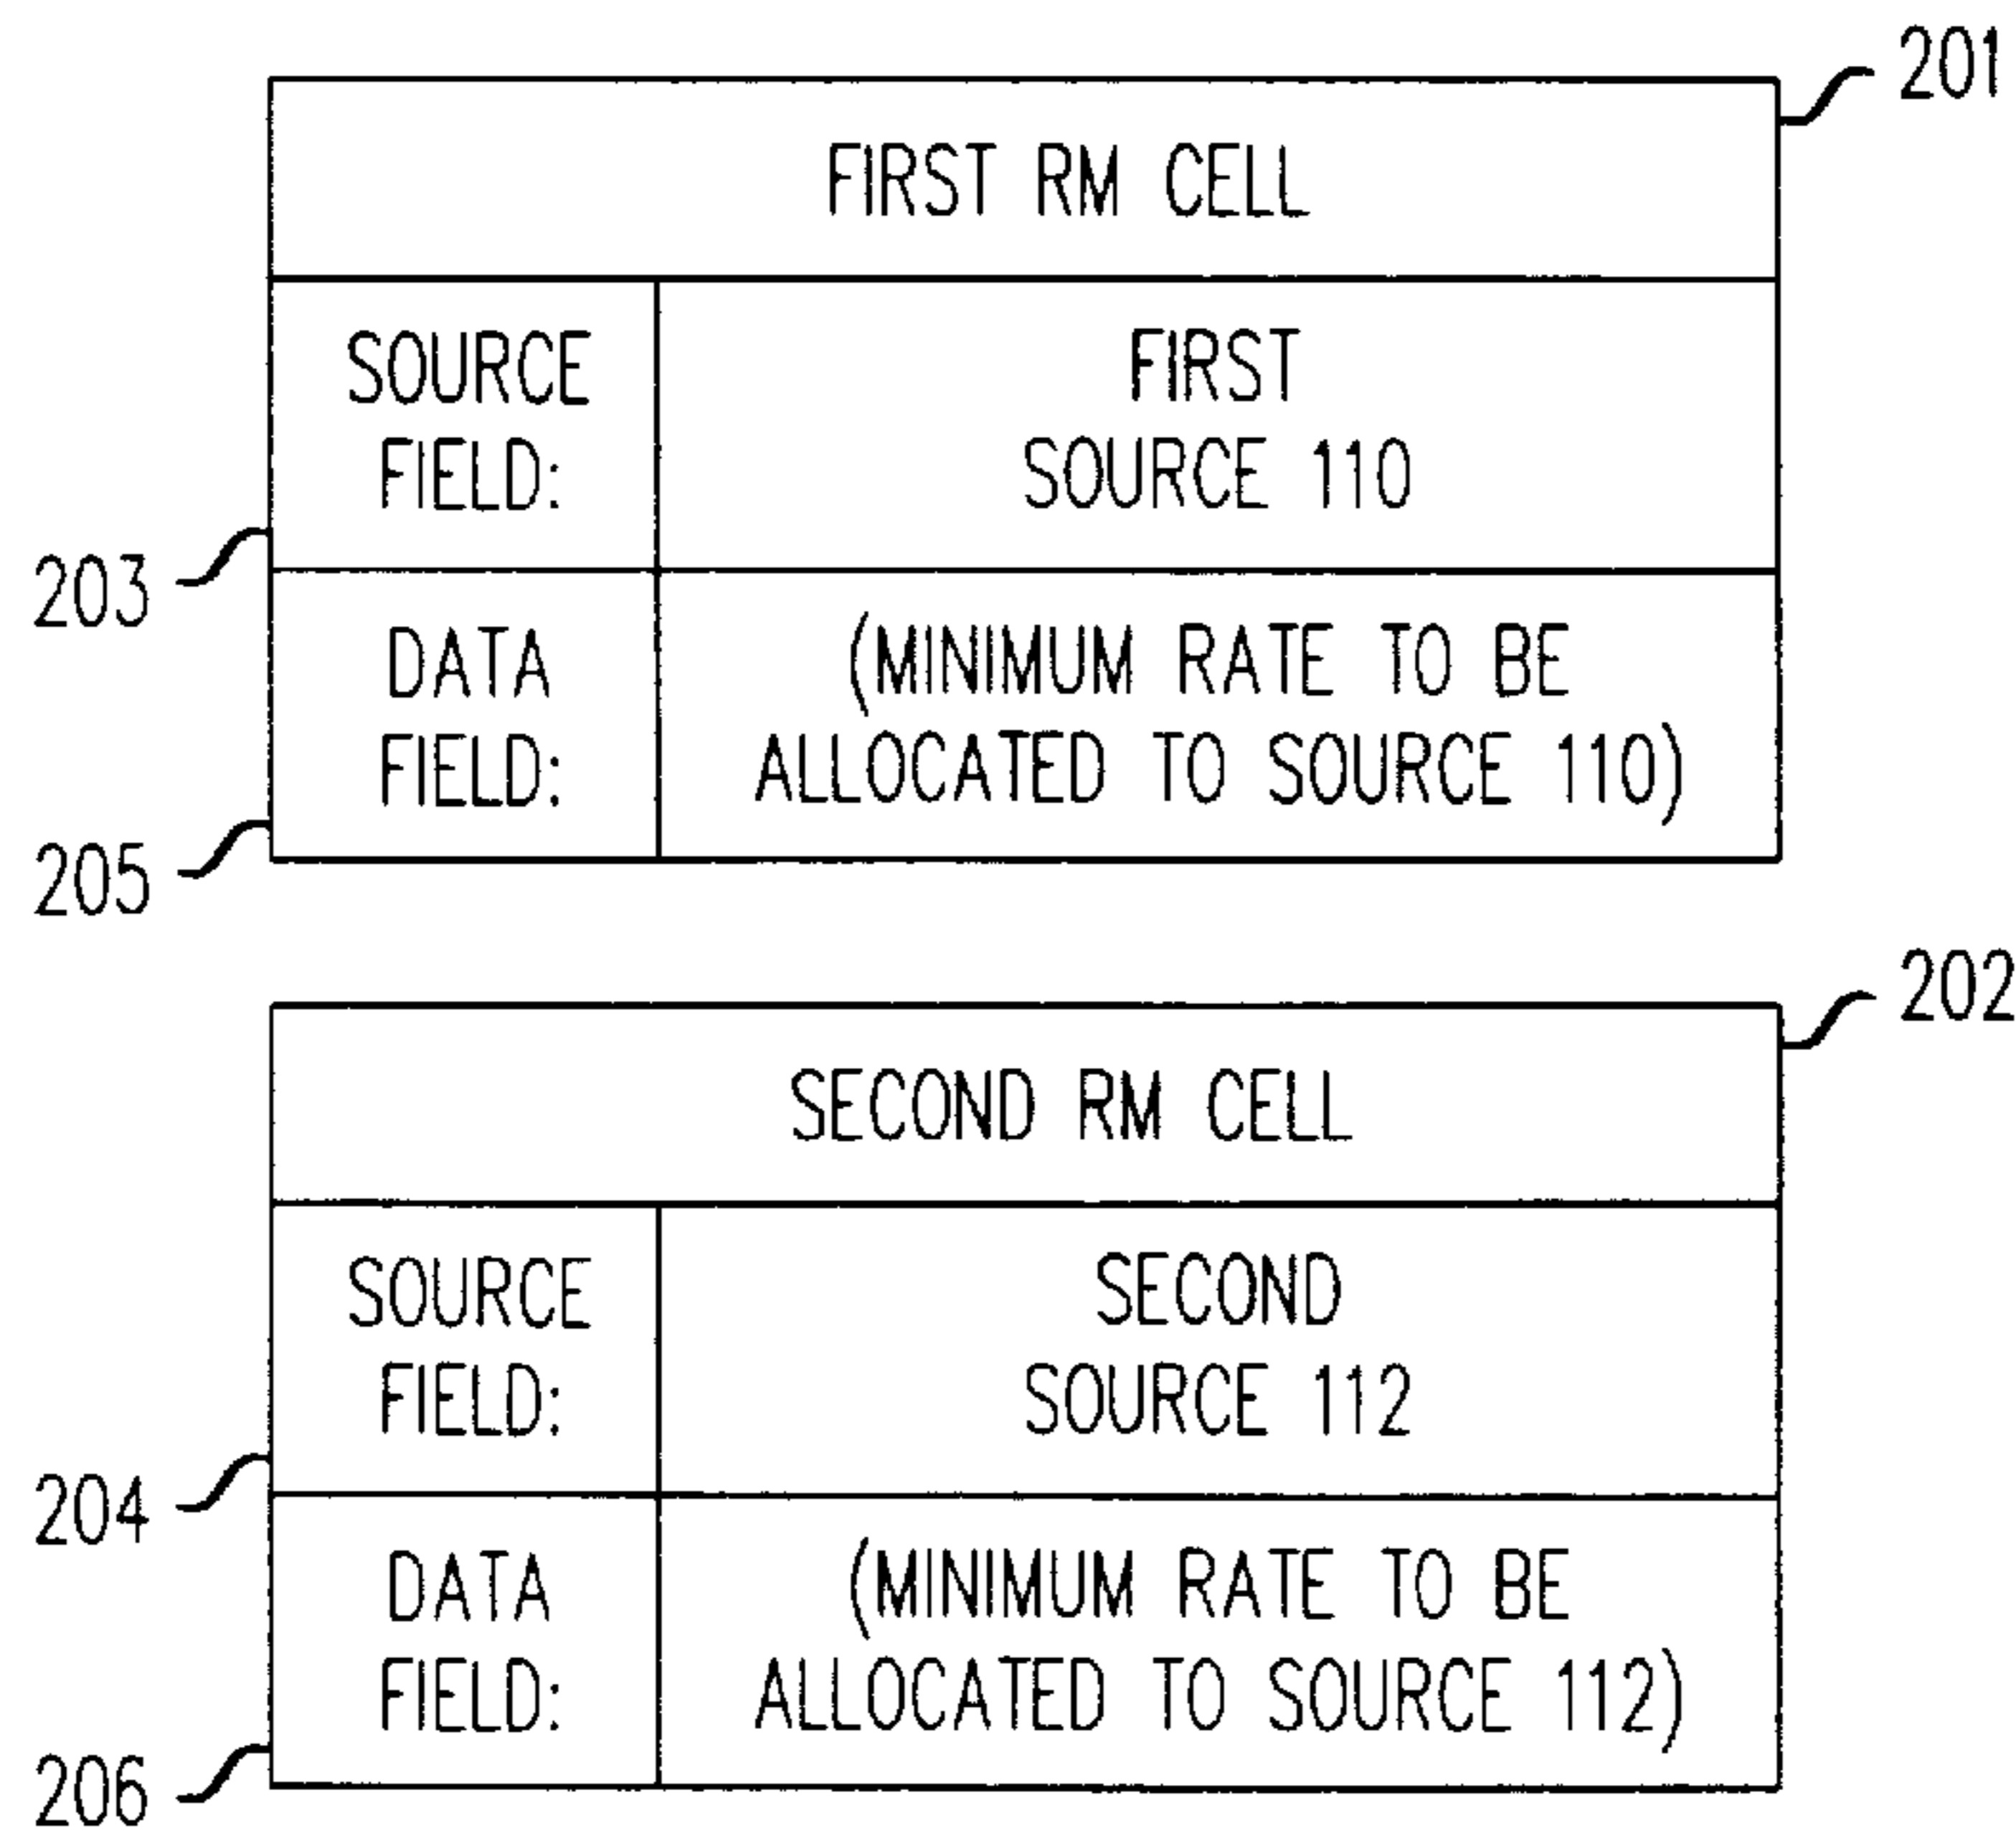 201
FIRST RM CELL
SOURCE
FIELD:
FIRST
SOURCE 110
203
DATA
FIELD:
(MINIMUM RATE TO BE
ALLOCATED TO SOURCE 110)
205
202
SECOND RM CELL
SOURCE
FIELD:
SECOND
SOURCE 112
204
DATA
FIELD:
(MINIMUM RATE TO BE
ALLOCATED TO SOURCE 112)
206